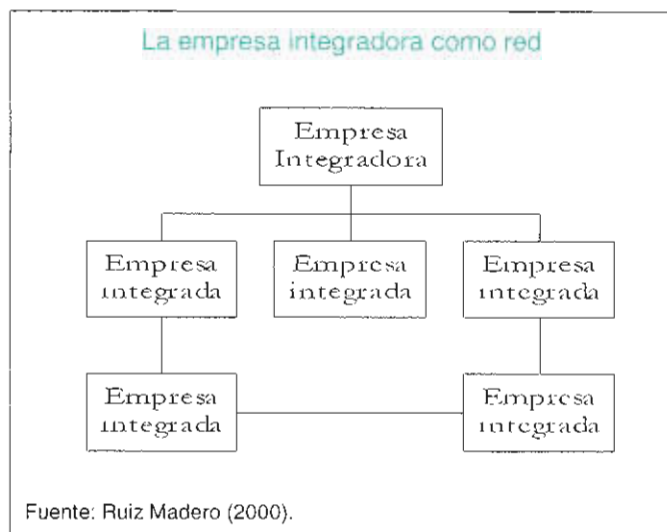 La empresa integradora como red
Empresa
Integradora
Empresa
integrada
Empresa
integrada
Empresa
integrada
Empresa
integrada
Empresa
integrada
Fuente: Ruiz Madero (2000).